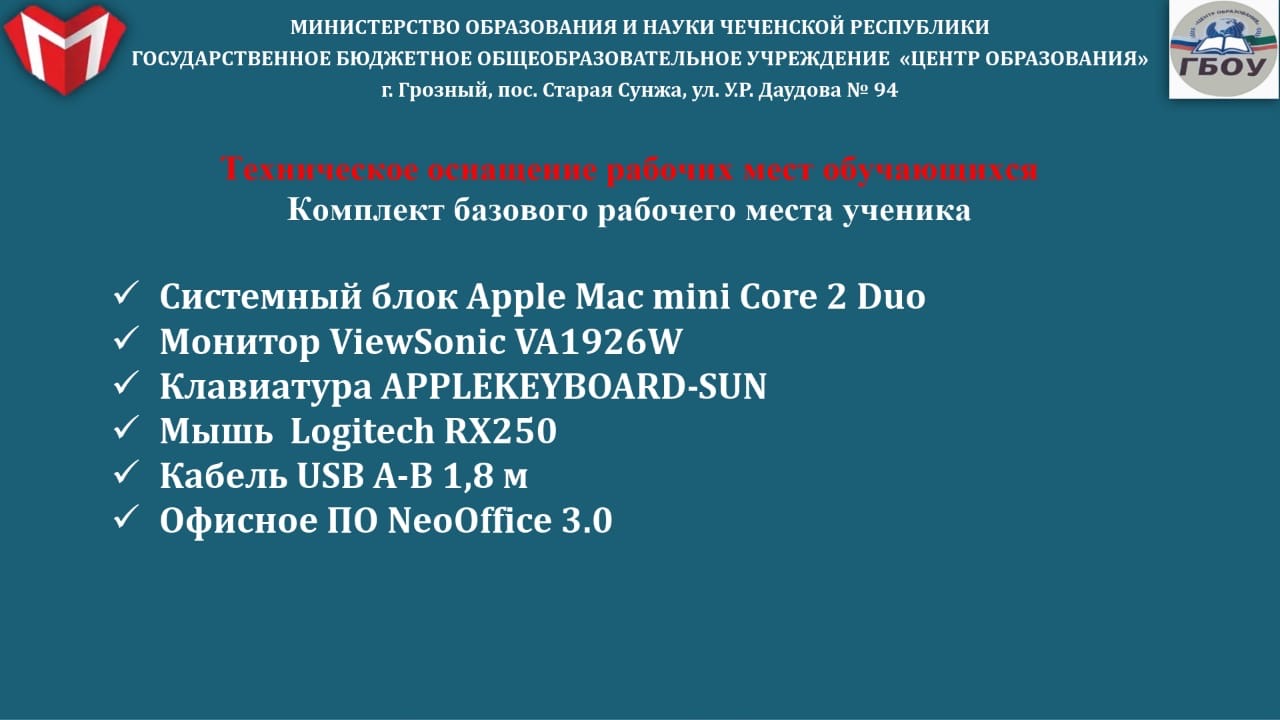 МИНИСТЕРСТВО ОБРАЗОВАНИЯ И НАУКИ ЧЕЧЕНСКОЙ РЕСПУБЛИКИ
ГОСУДАРСТВЕННОЕ БЮДЖЕТНОЕ ОБЩЕОБРАЗОВАТЕЛЬНОЕ УЧРЕЖДЕНИЕ «ЦЕНТР ОБРАЗОВАНИЯ»
г. Грозный, пос. Старая Сунжа, ул. У.Р. Даудова № 94
ЦЕНТР ОБРАЗОВАНИЯ
ГБОУ
Техническое оснащение рабочих мест обучающихся
Комплект базового рабочего места ученика
✓ Системный блок Apple Mac mini Core 2 Duo
✓ Монитор ViewSonic VA1926W
✓ Клавиатура APPLEKEYBOARD-SUN
✓ Мышь Logitech RX250
✓ Кабель USB A-B 1,8 м
✓ Офисное ПО NeoOffice 3.0